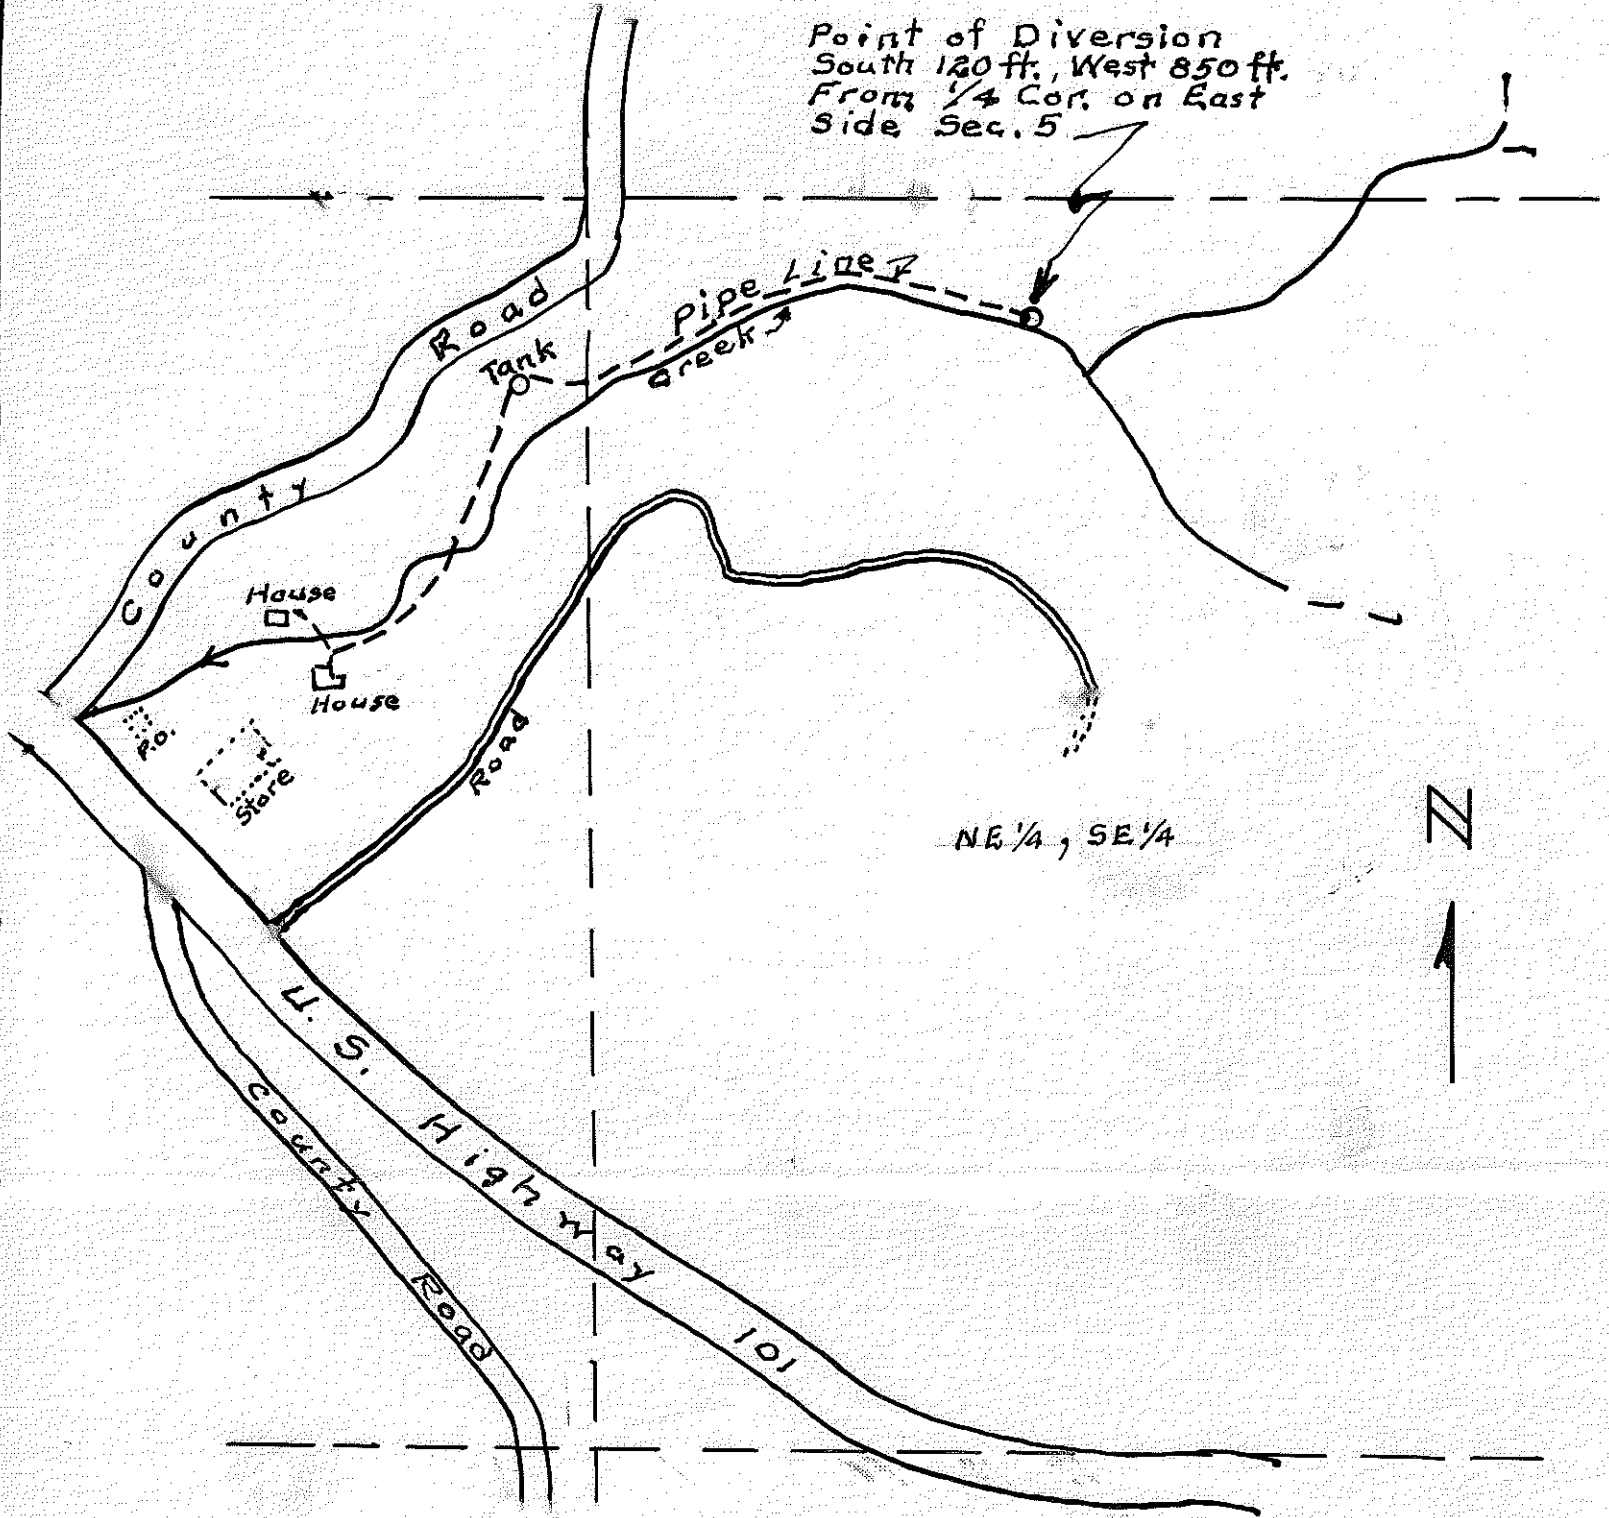 Point of Diversion
South 120 ft., West 850 ft.
From 1/4 Cor. on East
Side Sec. 5
Pipe Line
Creek
Tank
County Road
House
House
P.O.
Store
Road
NE 1/4, SE 1/4
N
U. S. Highway 101
County Road